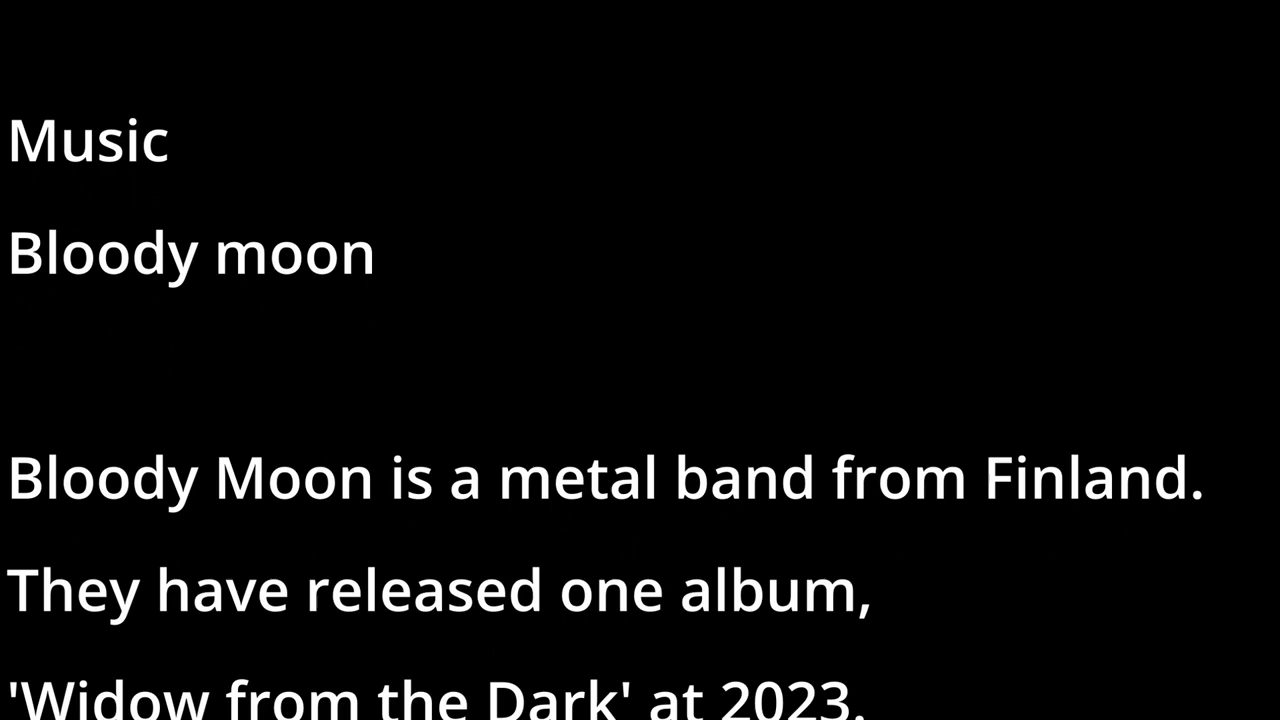 Music
Bloody moon
Bloody Moon is a metal band from Finland.
They have released one album,
'Widow from the Dark' at 2023.